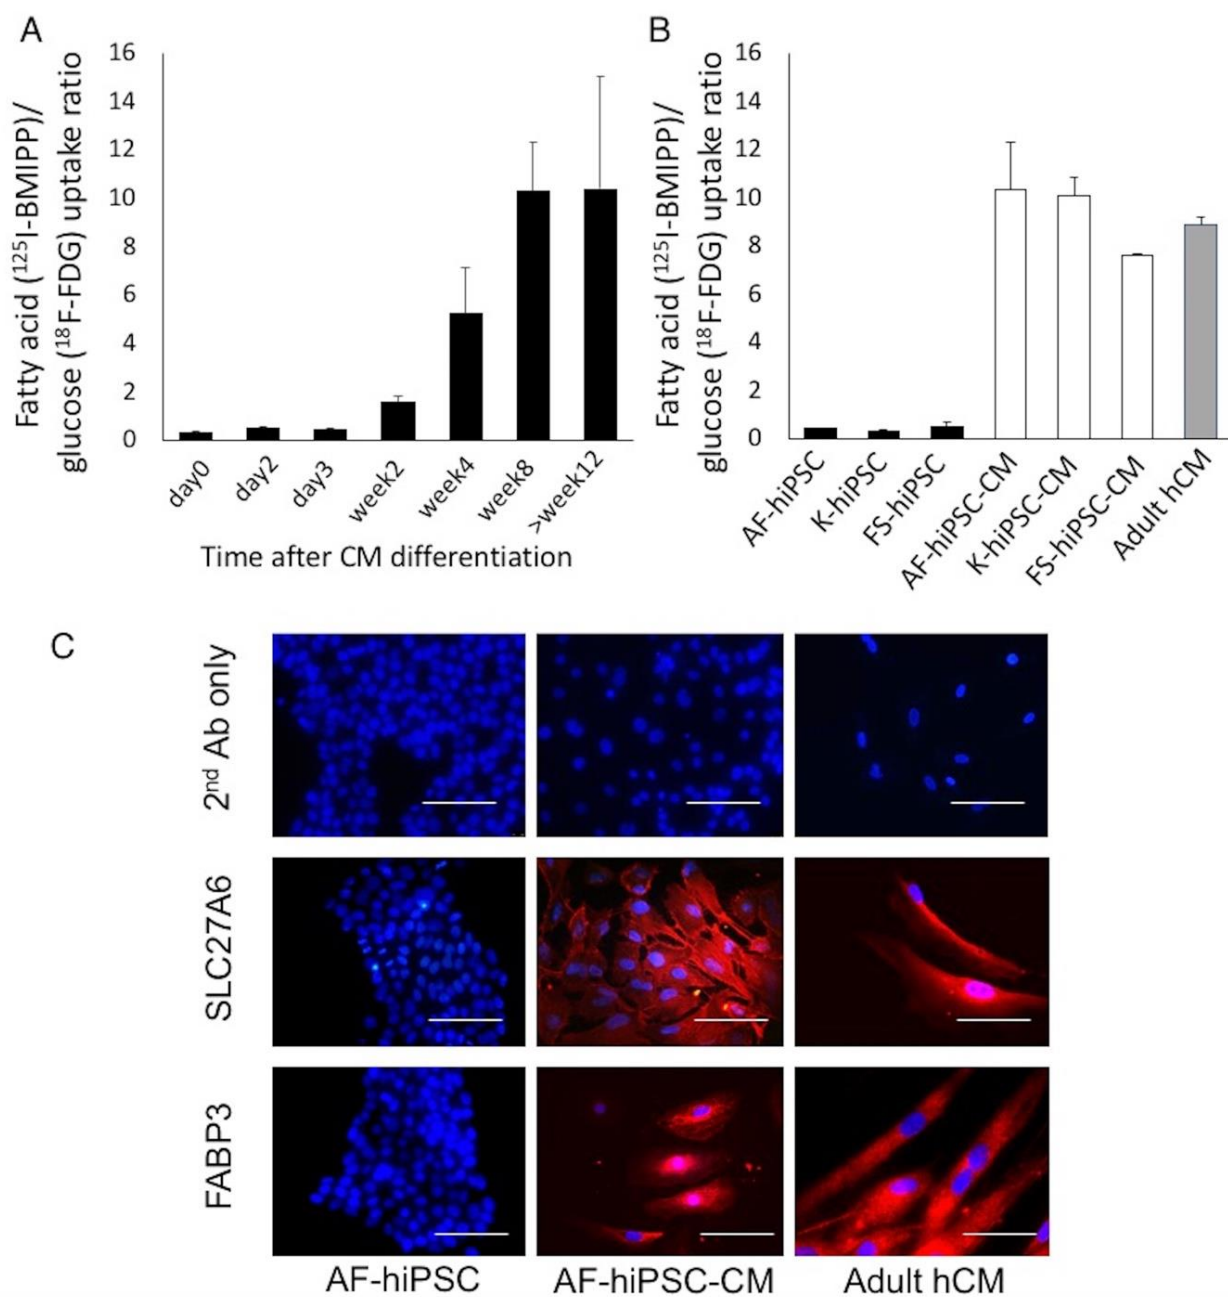 A
Fatty acid (¹²⁵I-BMIPP)/
glucose (¹⁸F-FDG) uptake ratio
16
14
12
10
8
6
4
2
0
day0
day2
day3
week2
week4
week8
>week12
Time after CM differentiation
B
Fatty acid (¹²⁵I-BMIPP)/
glucose (¹⁸F-FDG) uptake ratio
16
14
12
10
8
6
4
2
0
AF-hiPSC
K-hiPSC
FS-hiPSC
AF-hiPSC-CM
K-hiPSC-CM
FS-hiPSC-CM
Adult hCM
C
2ⁿᵈ Ab only
SLC27A6
FABP3
AF-hiPSC
AF-hiPSC-CM
Adult hCM